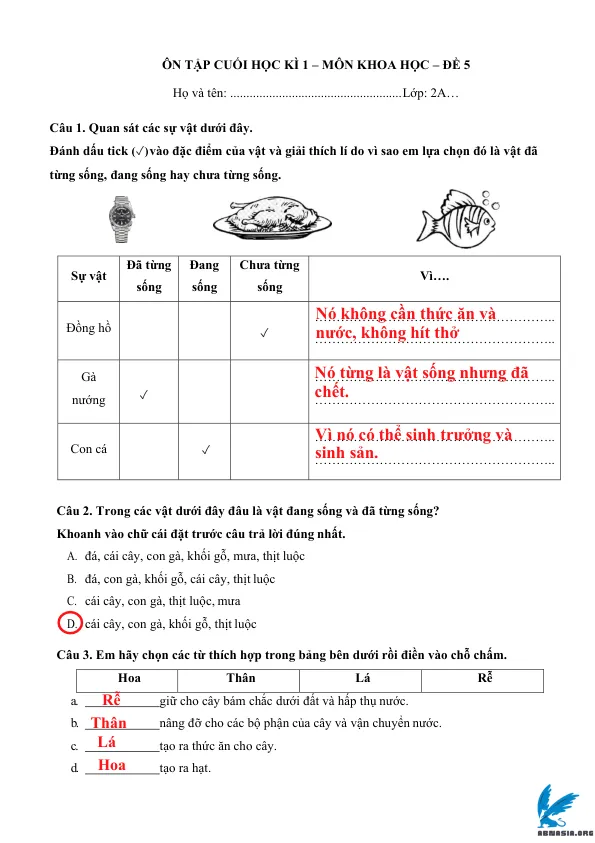 ÔN TẬP CUỐI HỌC KÌ 1 – MÔN KHOA HỌC – ĐỀ 5
Họ và tên: .....................................................Lớp: 2A…
Câu 1. Quan sát các sự vật dưới đây.
Đánh dấu tick (✓)vào đặc điểm của vật và giải thích lí do vì sao em lựa chọn đó là vật đã
từng sống, đang sống hay chưa từng sống.
Sự vật Đã từng sống Đang sống Chưa từng sống Vì….
Đồng hồ ✓ Nó không cần thức ăn và
nước, không hít thở
Gà nướng ✓ Nó từng là vật sống nhưng đã
chết.
Con cá ✓ Vì nó có thể sinh trưởng và
sinh sản.
Câu 2. Trong các vật dưới đây đâu là vật đang sống và đã từng sống?
Khoanh vào chữ cái đặt trước câu trả lời đúng nhất.
A. đá, cái cây, con gà, khối gỗ, mưa, thịt luộc
B. đá, con gà, khối gỗ, cái cây, thịt luộc
C. cái cây, con gà, thịt luộc, mưa
D. cái cây, con gà, khối gỗ, thịt luộc
Câu 3. Em hãy chọn các từ thích hợp trong bảng bên dưới rồi điền vào chỗ chấm.
Hoa Thân Lá Rễ
a. Rễ giữ cho cây bám chắc dưới đất và hấp thụ nước.
b. Thân nâng đỡ cho các bộ phận của cây và vận chuyển nước.
c. Lá tạo ra thức ăn cho cây.
d. Hoa tạo ra hạt.
ABNASIA.ORG